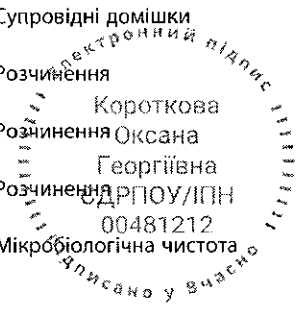 Супровідні домішки
Електронний підпис
Розчинення
Короткова
Розчинення
Оксана
Георгіївна
Розчинення
ЄДРПОУ/ІПН
00481212
Мікробіологічна чистота
Підписано у Вчасно